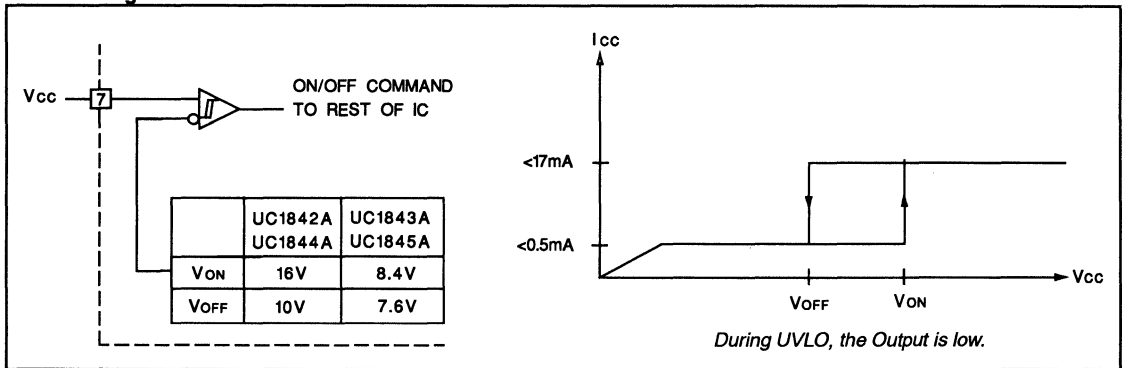 Vcc
7
ON/OFF COMMAND
TO REST OF IC
UC1842A UC1843A
UC1844A UC1845A
VON 16V 8.4V
VOFF 10V 7.6V
Icc
<17mA
<0.5mA
VOFF VON
Vcc
During UVLO, the Output is low.